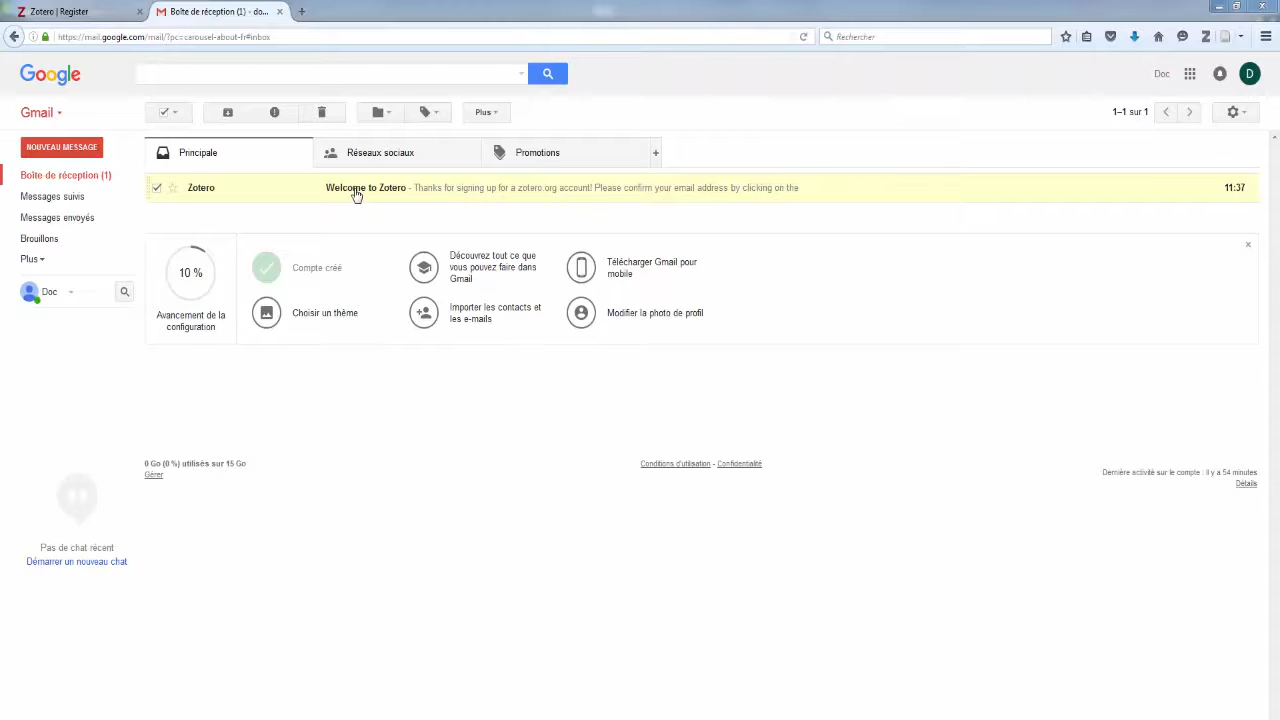 Zotero | Register
Boîte de réception (1) - do...
https://mail.google.com/mail/?pc=carousel-about-fr#inbox
Rechercher
Google
Doc
D
Gmail
Plus
1–1 sur 1
NOUVEAU MESSAGE
Principale
Réseaux sociaux
Promotions
Boîte de réception (1)
Zotero
Welcome to Zotero - Thanks for signing up for a zotero.org account! Please confirm your email address by clicking on the
11:37
Messages suivis
Messages envoyés
Brouillons
Plus
Doc
10 %
Avancement de la
configuration
Compte créé
Découvrez tout ce que
vous pouvez faire dans
Gmail
Télécharger Gmail pour
mobile
Choisir un thème
Importer les contacts et
les e-mails
Modifier la photo de profil
0 Go (0 %) utilisés sur 15 Go
Gérer
Conditions d'utilisation - Confidentialité
Dernière activité sur le compte : Il y a 54 minutes
Détails
Pas de chat récent
Démarrer un nouveau chat